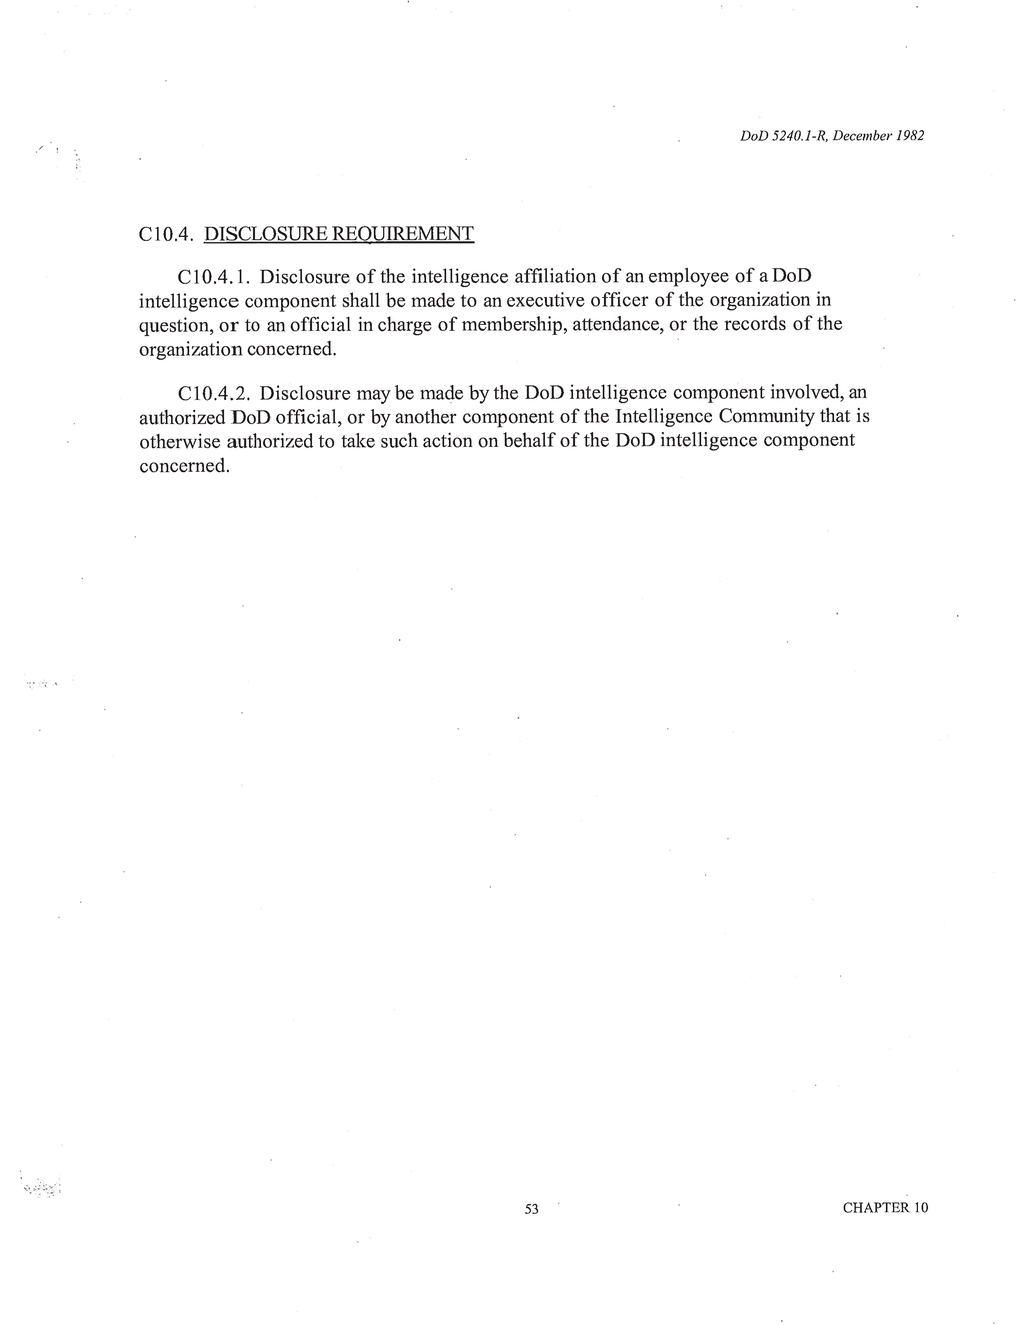 DoD 5240.1-R, December 1982
C10.4. DISCLOSURE REQUIREMENT
C10.4.1. Disclosure of the intelligence affiliation of an employee of a DoD
intelligence component shall be made to an executive officer of the organization in
question, or to an official in charge of membership, attendance, or the records of the
organization concerned.
C10.4.2. Disclosure may be made by the DoD intelligence component involved, an
authorized DoD official, or by another component of the Intelligence Community that is
otherwise authorized to take such action on behalf of the DoD intelligence component
concerned.
53
CHAPTER 10